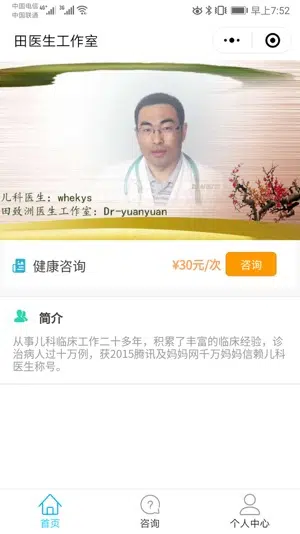 中国电信
中国联通
早上7:52
田医生工作室
儿科医生：whekys
田致洲医生工作室：Dr-yuanyuan
健康咨询
¥30元/次
咨询
简介
从事儿科临床工作二十多年，积累了丰富的临床经验，诊
治病人过十万例，获2015腾讯及妈妈网千万妈妈信赖儿科
医生称号。
首页
咨询
个人中心